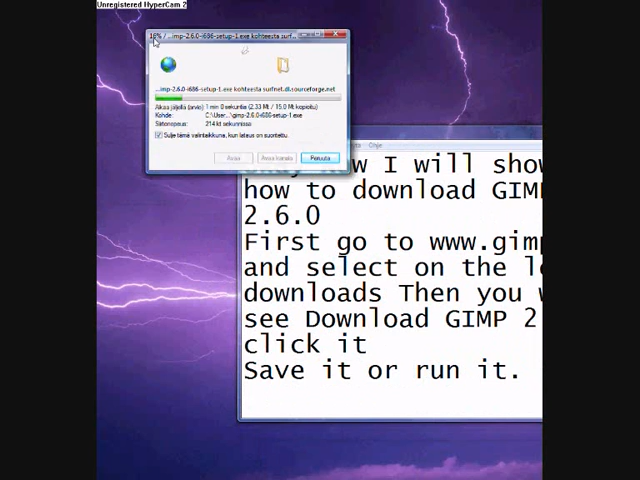 Unregistered HyperCam 2
16% / ...imp-2.6.0-i686-setup-1.exe kohteesta surf...
...imp-2.6.0-i686-setup-1.exe kohteesta surfnet.dl.sourceforge.net
Aikaa jäljellä (arvio) 1 min 0 sekuntia (2.33 Mt / 15.0 Mt kopioitu)
Kohde: C:\User...\gimp-2.6.0-i686-setup-1.exe
Siirtonopeus: 214 kt sekunnissa
Sulje tämä valintaikkuna, kun lataus on suoritettu.
Avaa Avaa kansio Peruuta
Ohje
now I will show
how to download GIMP
2.6.0
First go to www.gimp
and select on the le
downloads Then you w
see Download GIMP 2
click it
Save it or run it.